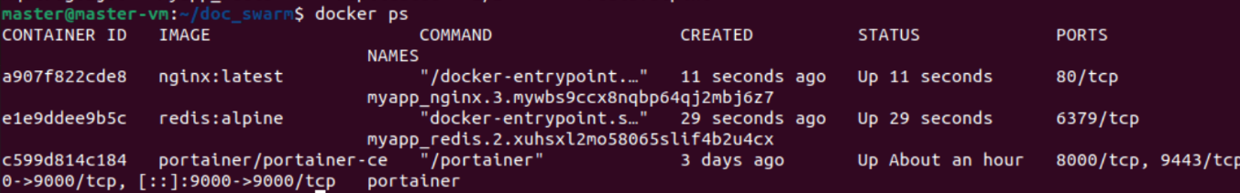 master@master-vm:~/doc_swarm$ docker ps
CONTAINER ID   IMAGE                    COMMAND                  CREATED          STATUS              PORTS
NAMES
a907f822cde8   nginx:latest             "/docker-entrypoint.…"   11 seconds ago   Up 11 seconds       80/tcp
myapp_nginx.3.mywbs9ccx8nqbp64qj2mbj6z7
e1e9ddee9b5c   redis:alpine             "docker-entrypoint.s…"   29 seconds ago   Up 29 seconds       6379/tcp
myapp_redis.2.xuhsxl2mo58065slif4b2u4cx
c599d814c184   portainer/portainer-ce   "/portainer"             3 days ago       Up About an hour    8000/tcp, 9443/tcp
0->9000/tcp, [::]:9000->9000/tcp   portainer